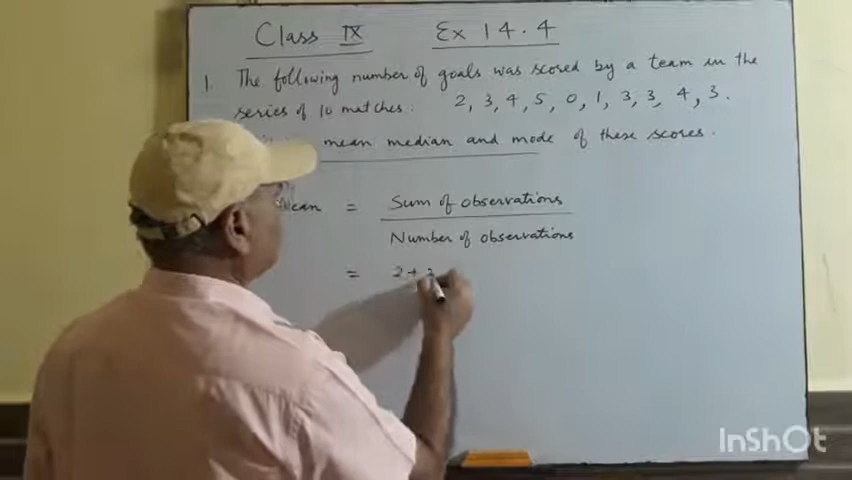 Class IX Ex 14.4
1. The following number of goals was scored by a team in the
series of 10 matches. 2, 3, 4, 5, 0, 1, 3, 3, 4, 3.
mean median and mode of these scores.
Mean = Sum of observations
Number of observations
= 2 +
InShOt